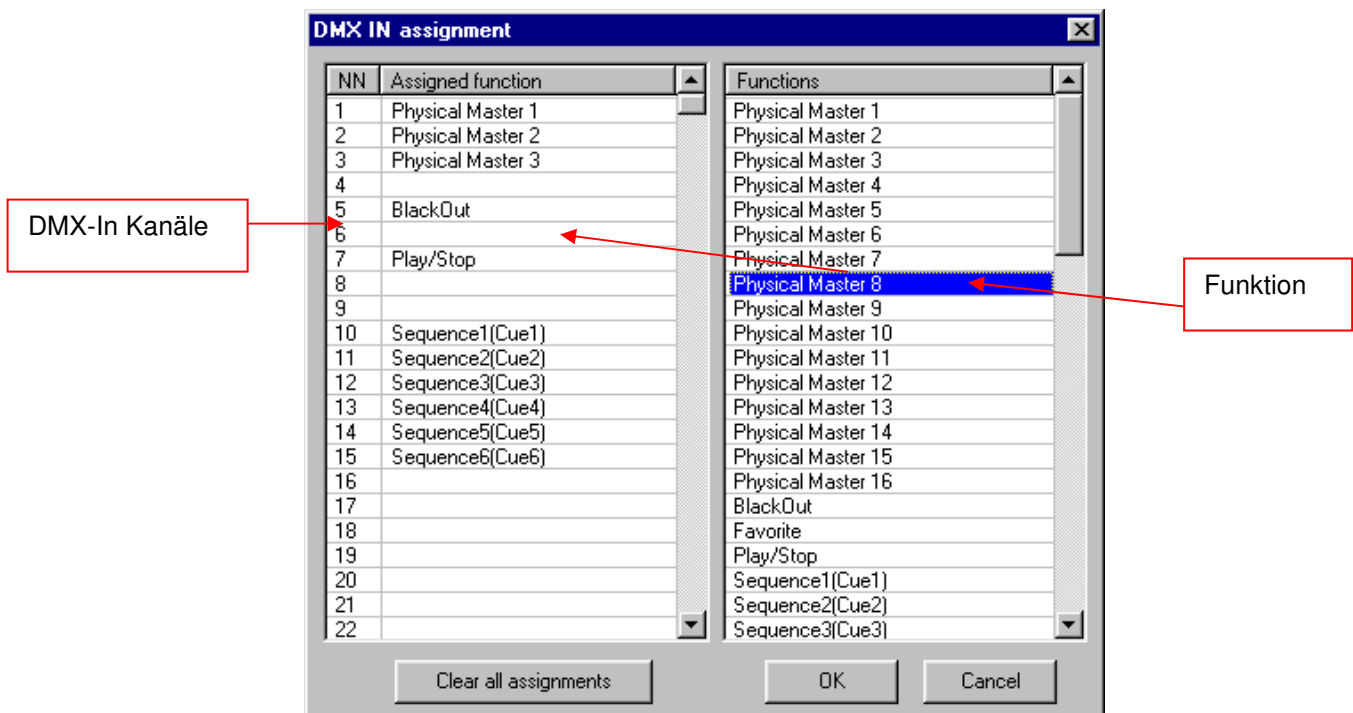 DMX IN assignment
NN Assigned function
1 Physical Master 1
2 Physical Master 2
3 Physical Master 3
4
5 BlackOut
6
7 Play/Stop
8
9
10 Sequence1(Cue1)
11 Sequence2(Cue2)
12 Sequence3(Cue3)
13 Sequence4(Cue4)
14 Sequence5(Cue5)
15 Sequence6(Cue6)
16
17
18
19
20
21
22
Functions
Physical Master 1
Physical Master 2
Physical Master 3
Physical Master 4
Physical Master 5
Physical Master 6
Physical Master 7
Physical Master 8
Physical Master 9
Physical Master 10
Physical Master 11
Physical Master 12
Physical Master 13
Physical Master 14
Physical Master 15
Physical Master 16
BlackOut
Favorite
Play/Stop
Sequence1(Cue1)
Sequence2(Cue2)
Sequence3(Cue3)
DMX-In Kanäle
Funktion
Clear all assignments
OK
Cancel